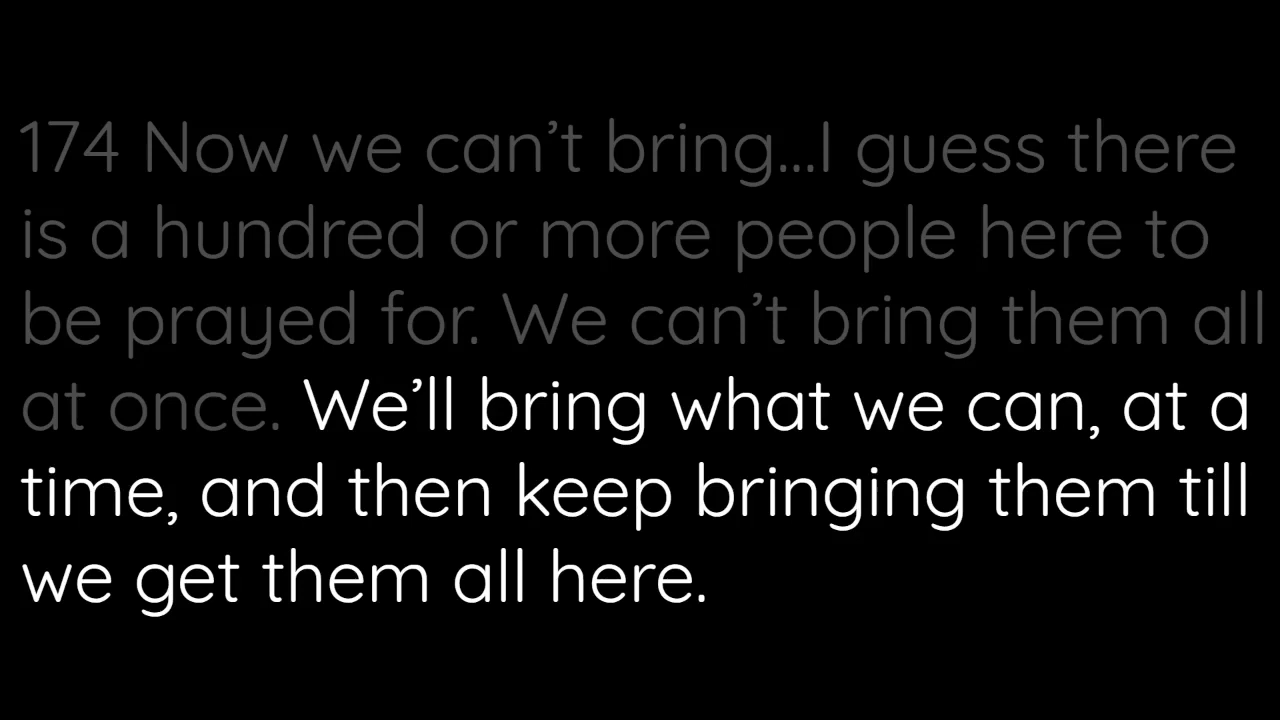 174 Now we can’t bring...I guess there
is a hundred or more people here to
be prayed for. We can’t bring them all
at once. We’ll bring what we can, at a
time, and then keep bringing them till
we get them all here.